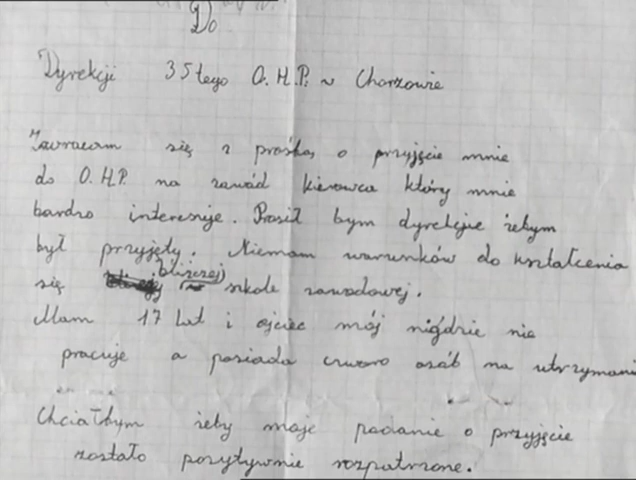 Do
Dyrekcji 35tego O.H.P. w Chorzowie
Zwracam się z prośbą o przyjęcie mnie
do O.H.P. na zawód kierowca który mnie
bardzo interesuje. Prosił bym dyrekcje żebym
był przyjęty. Niemam warunków do kształcenia
się bliższej w szkole zawodowej.
Mam 17 Lat i ojciec mój nigdzie nie
pracuje a posiada czworo osób na utrzymani
Chciałbym żeby moje podanie o przyjęcie
zostało pozytywnie rozpatrzone.